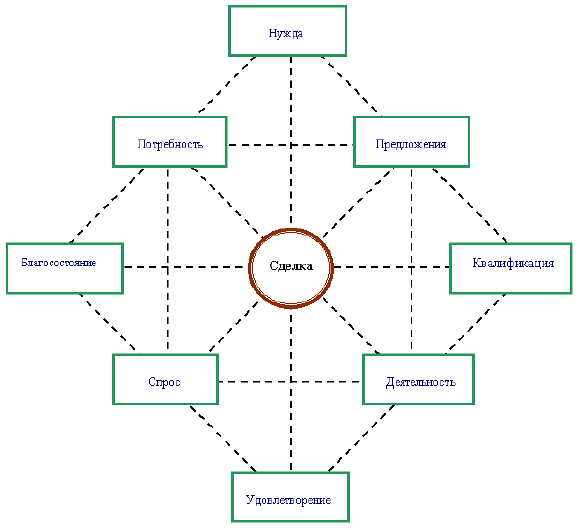 Нужда
Потребность
Предложения
Благосостояние
Сделка
Квалификация
Спрос
Деятельность
Удовлетворение